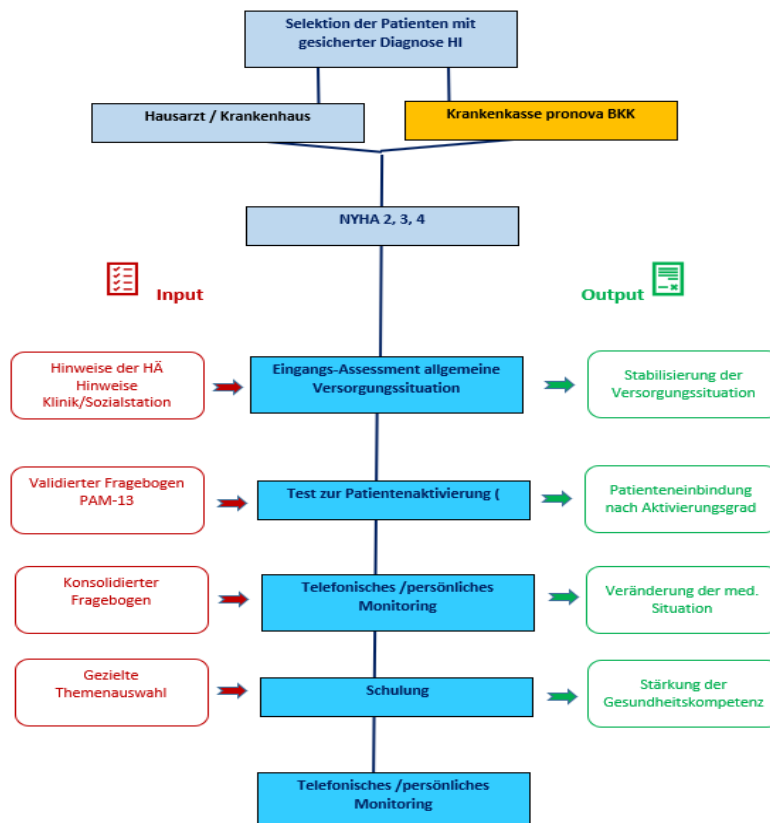 Selektion der Patienten mit
gesicherter Diagnose HI
Hausarzt / Krankenhaus
Krankenkasse pronova BKK
NYHA 2, 3, 4
Input
Output
Hinweise der HÄ
Hinweise
Klinik/Sozialstation
Eingangs-Assessment allgemeine
Versorgungssituation
Stabilisierung der
Versorgungssituation
Validierter Fragebogen
PAM-13
Test zur Patientenaktivierung (
Patienteneinbindung
nach Aktivierungsgrad
Konsolidierter
Fragebogen
Telefonisches /persönliches
Monitoring
Veränderung der med.
Situation
Gezielte
Themenauswahl
Schulung
Stärkung der
Gesundheitskompetenz
Telefonisches /persönliches
Monitoring